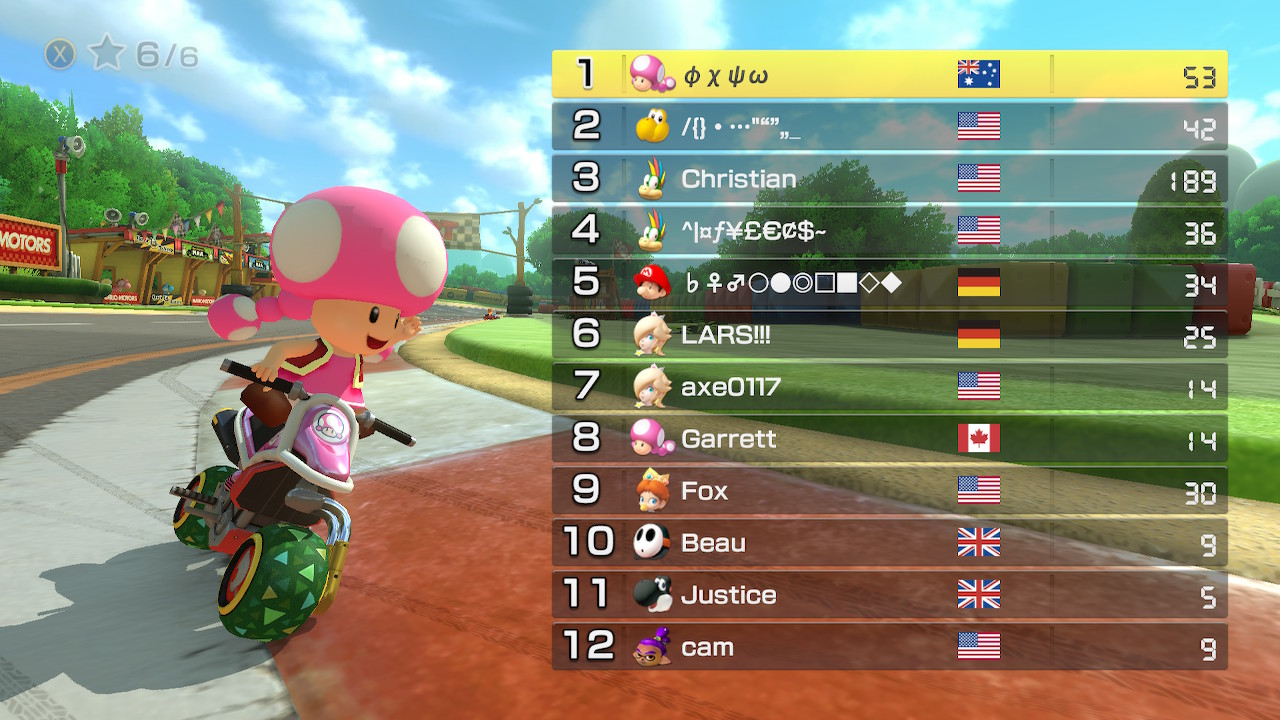 X 6/6
1 φχψω 53
2 /{}・…"“”„_ 42
3 Christian 189
4 ^|¤ƒ¥£€¢$~ 36
5 ♭♀♂○●◎□■◇◆ 34
6 LARS!!! 25
7 axe0117 14
8 Garrett 14
9 Fox 30
10 Beau 9
11 Justice 5
12 cam 9
MOTORS